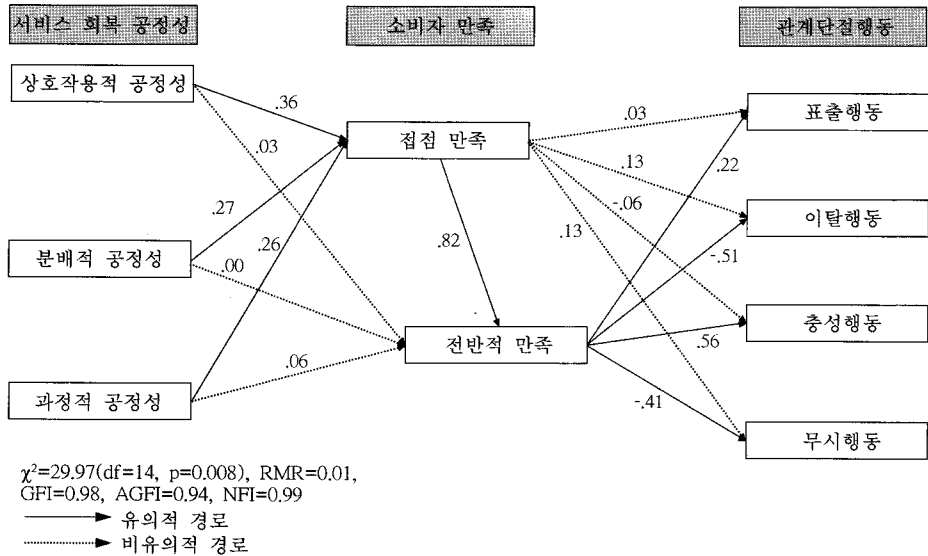 서비스 회복 공정성
소비자 만족
관계단절행동
상호작용적 공정성
분배적 공정성
과정적 공정성
접점 만족
전반적 만족
표출행동
이탈행동
충성행동
무시행동
.36
.03
.27
.26
.00
.06
.82
.03
.13
.22
-.06
.13
-.51
.56
-.41
χ²=29.97(df=14, p=0.008), RMR=0.01,
GFI=0.98, AGFI=0.94, NFI=0.99
유의적 경로
비유의적 경로